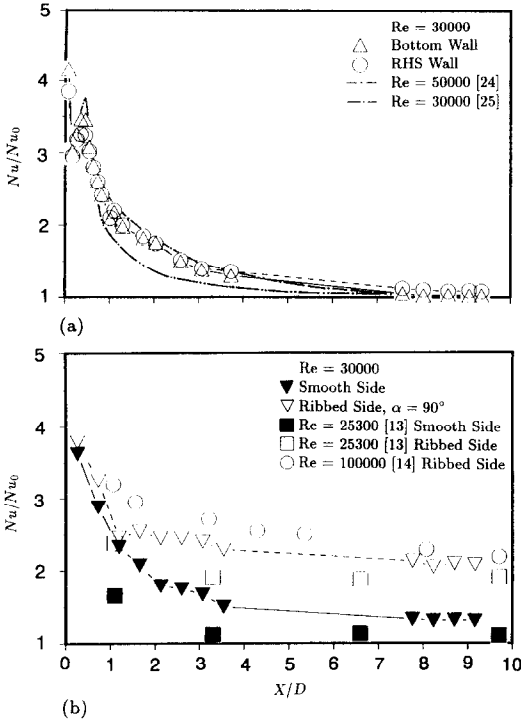 5
Re = 30000
Bottom Wall
RHS Wall
Re = 50000 [24]
Re = 30000 [25]
4
Nu/Nu0
3
2
1
(a)
5
Re = 30000
Smooth Side
Ribbed Side, α = 90°
Re = 25300 [13] Smooth Side
Re = 25300 [13] Ribbed Side
Re = 100000 [14] Ribbed Side
4
Nu/Nu0
3
2
1
0 1 2 3 4 5 6 7 8 9 10
X/D
(b)